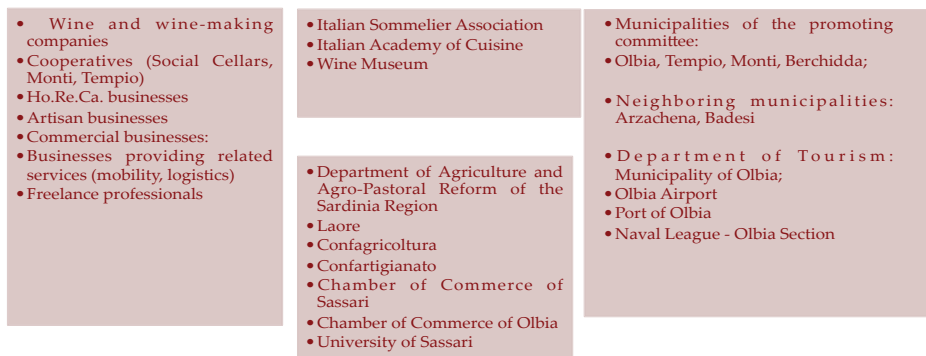 • Wine and wine-making
companies
• Cooperatives (Social Cellars,
Monti, Tempio)
• Ho.Re.Ca. businesses
• Artisan businesses
• Commercial businesses:
• Businesses providing related
services (mobility, logistics)
• Freelance professionals
• Italian Sommelier Association
• Italian Academy of Cuisine
• Wine Museum
• Department of Agriculture and
Agro-Pastoral Reform of the
Sardinia Region
• Laore
• Confagricoltura
• Confartigianato
• Chamber of Commerce of
Sassari
• Chamber of Commerce of Olbia
• University of Sassari
• Municipalities of the promoting
committee:
• Olbia, Tempio, Monti, Berchidda;
• Neighboring municipalities:
Arzachena, Badesi
• Department of Tourism:
Municipality of Olbia;
• Olbia Airport
• Port of Olbia
• Naval League - Olbia Section